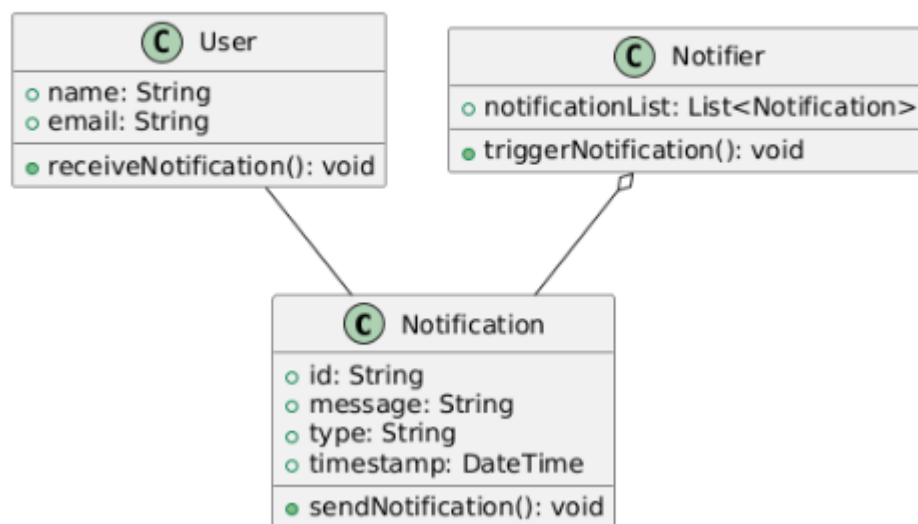 C User
name: String
email: String
receiveNotification(): void
C Notifier
notificationList: List<Notification>
triggerNotification(): void
C Notification
id: String
message: String
type: String
timestamp: DateTime
sendNotification(): void